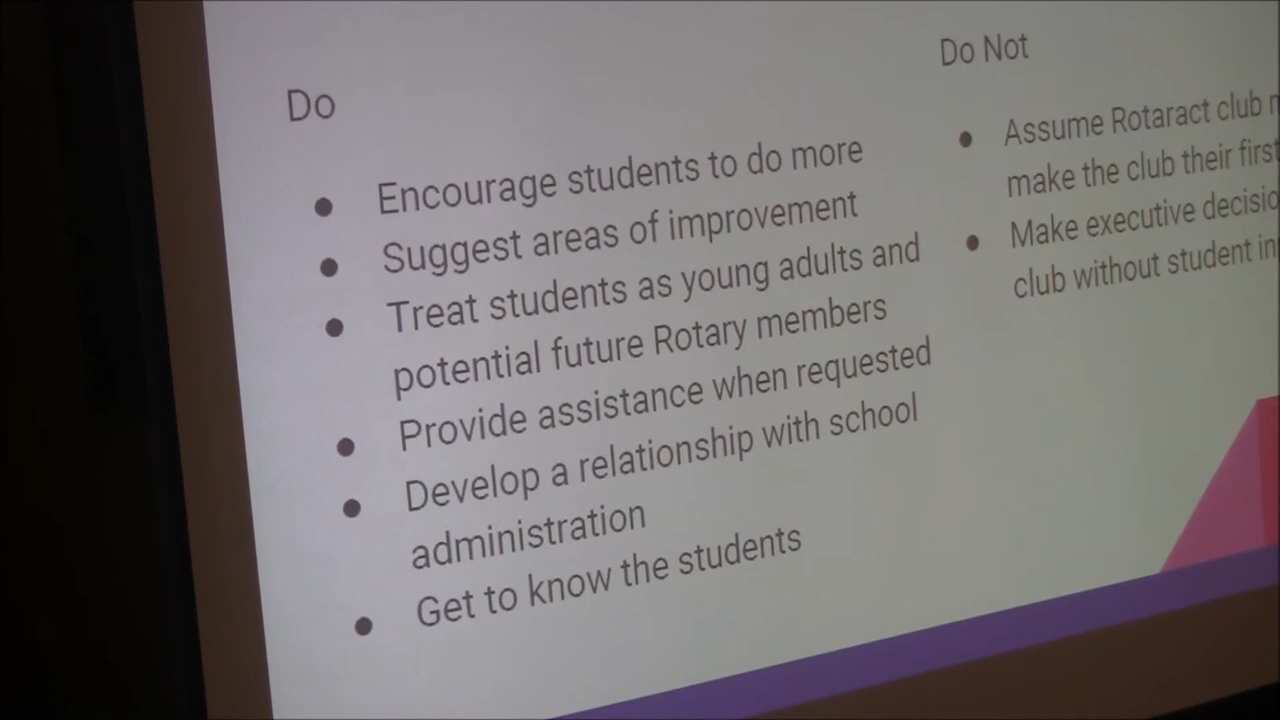 Do
Encourage students to do more
Suggest areas of improvement
Treat students as young adults and
potential future Rotary members
Provide assistance when requested
Develop a relationship with school
administration
Get to know the students
Do Not
Assume Rotaract club
make the club their first
Make executive
club without student